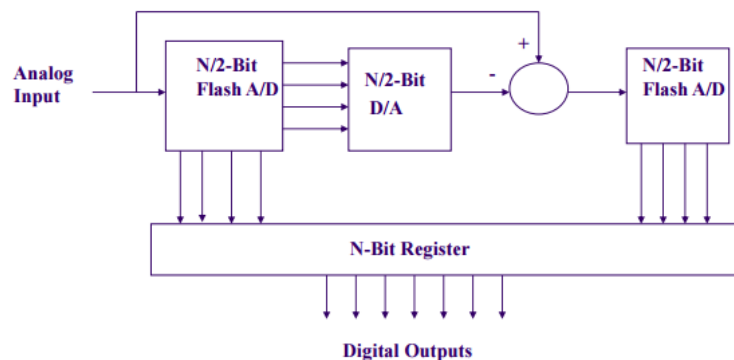 Analog
Input
N/2-Bit
Flash A/D
N/2-Bit
D/A
-
+
N/2-Bit
Flash A/D
N-Bit Register
Digital Outputs